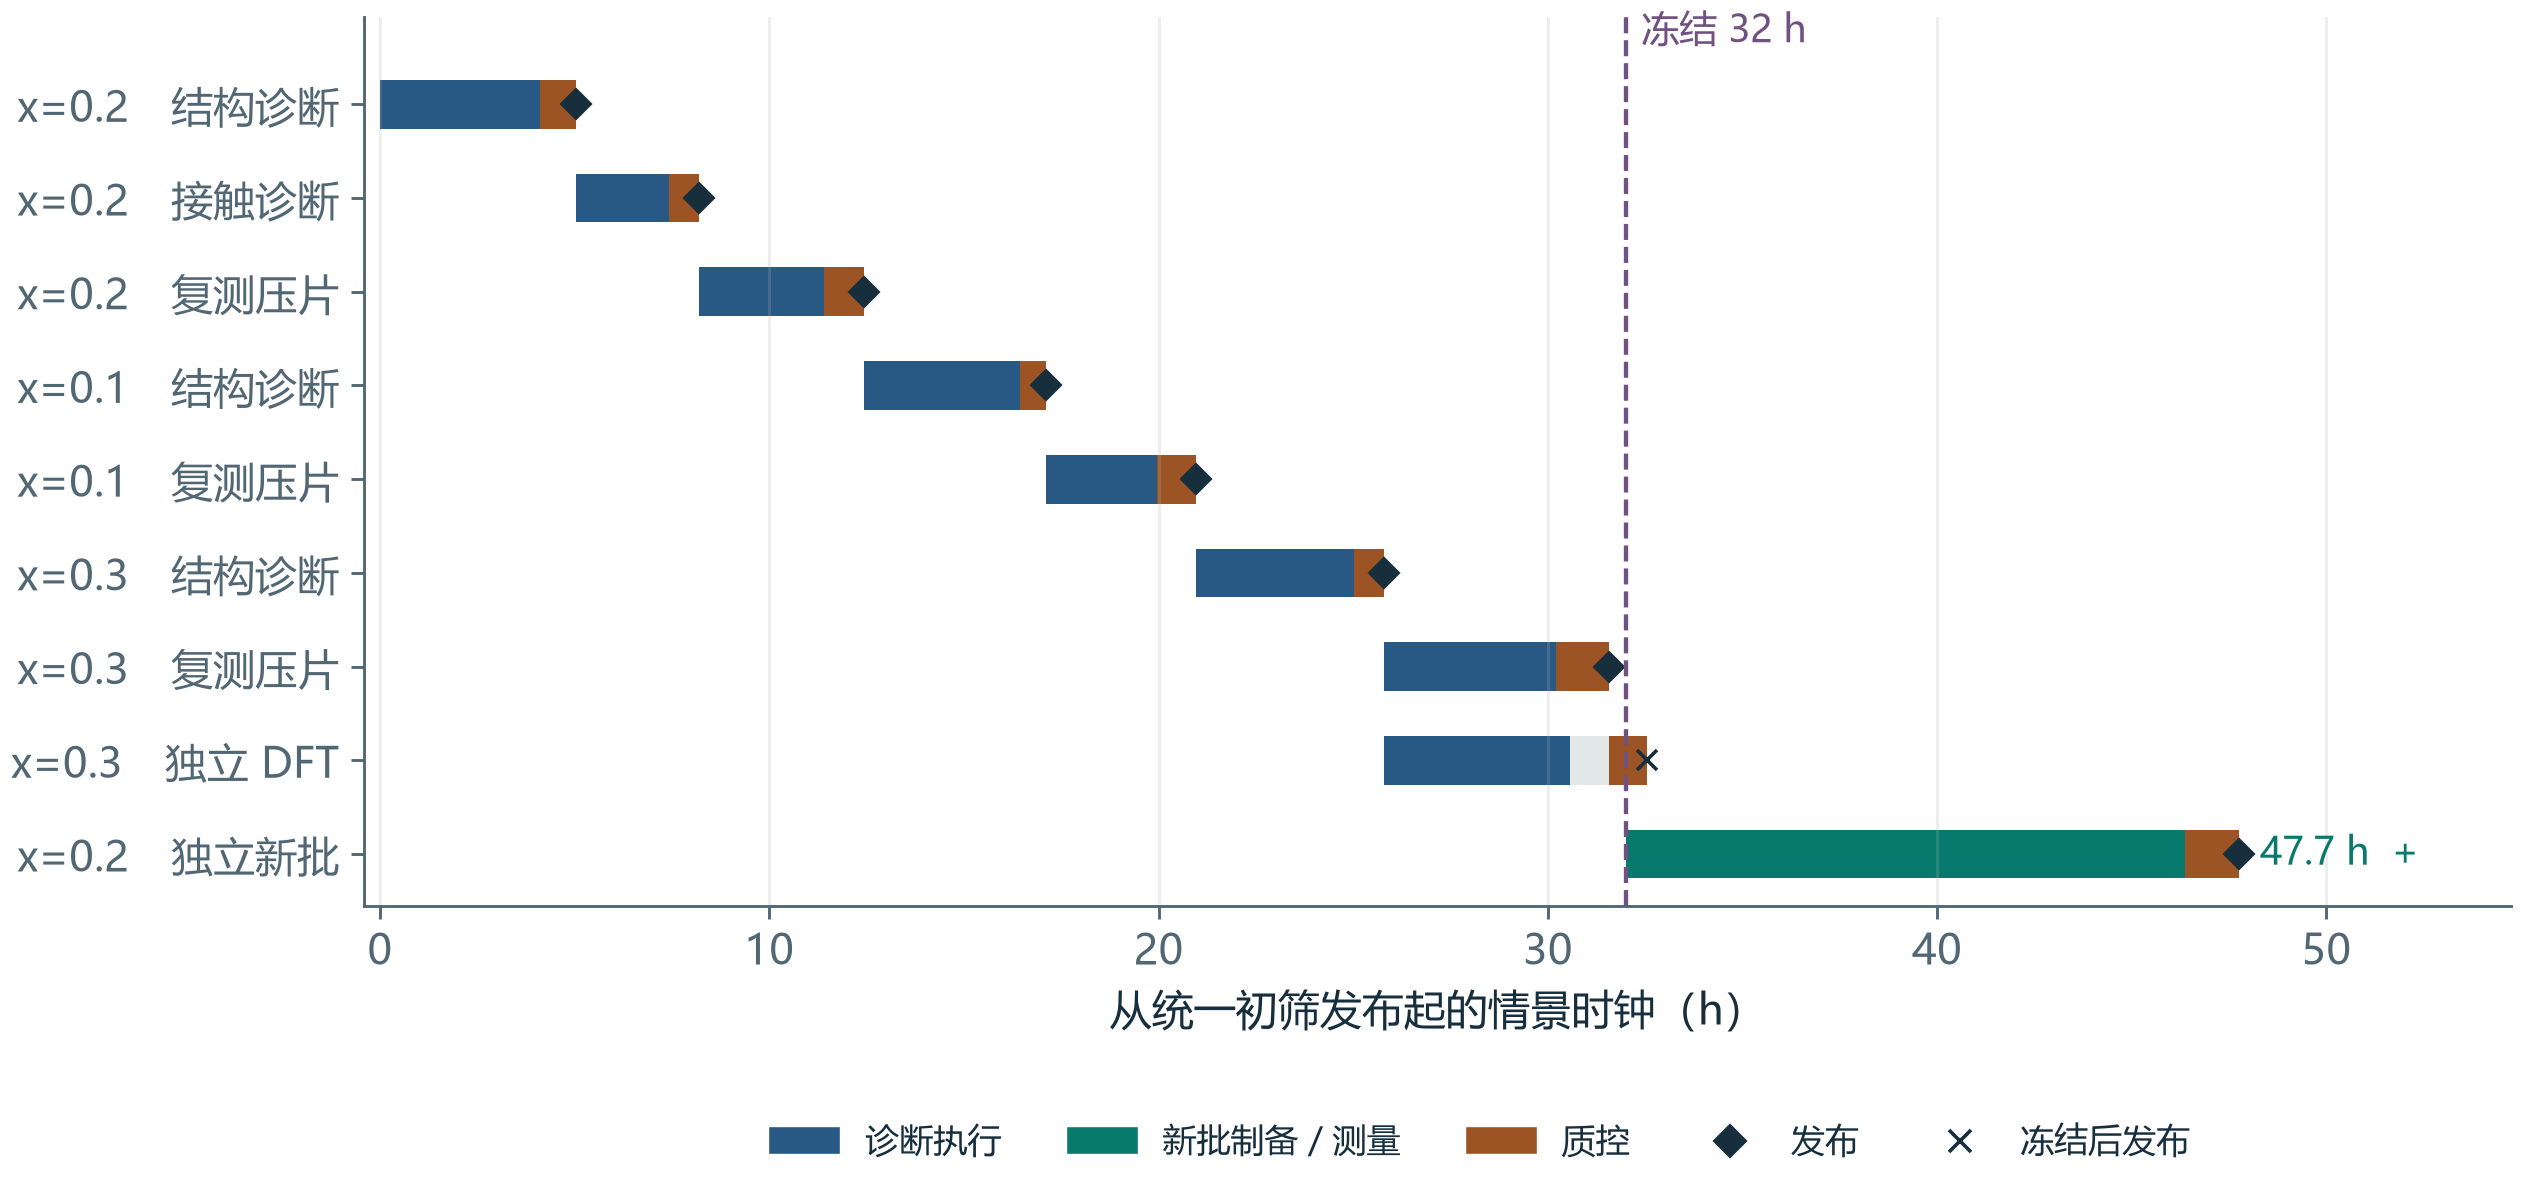 冻结 32 h
x=0.2 结构诊断
x=0.2 接触诊断
x=0.2 复测压片
x=0.1 结构诊断
x=0.1 复测压片
x=0.3 结构诊断
x=0.3 复测压片
x=0.3 独立 DFT
x=0.2 独立新批
47.7 h +
0 10 20 30 40 50
从统一初筛发布起的情景时钟（h）
诊断执行 新批制备 / 测量 质控 发布 冻结后发布